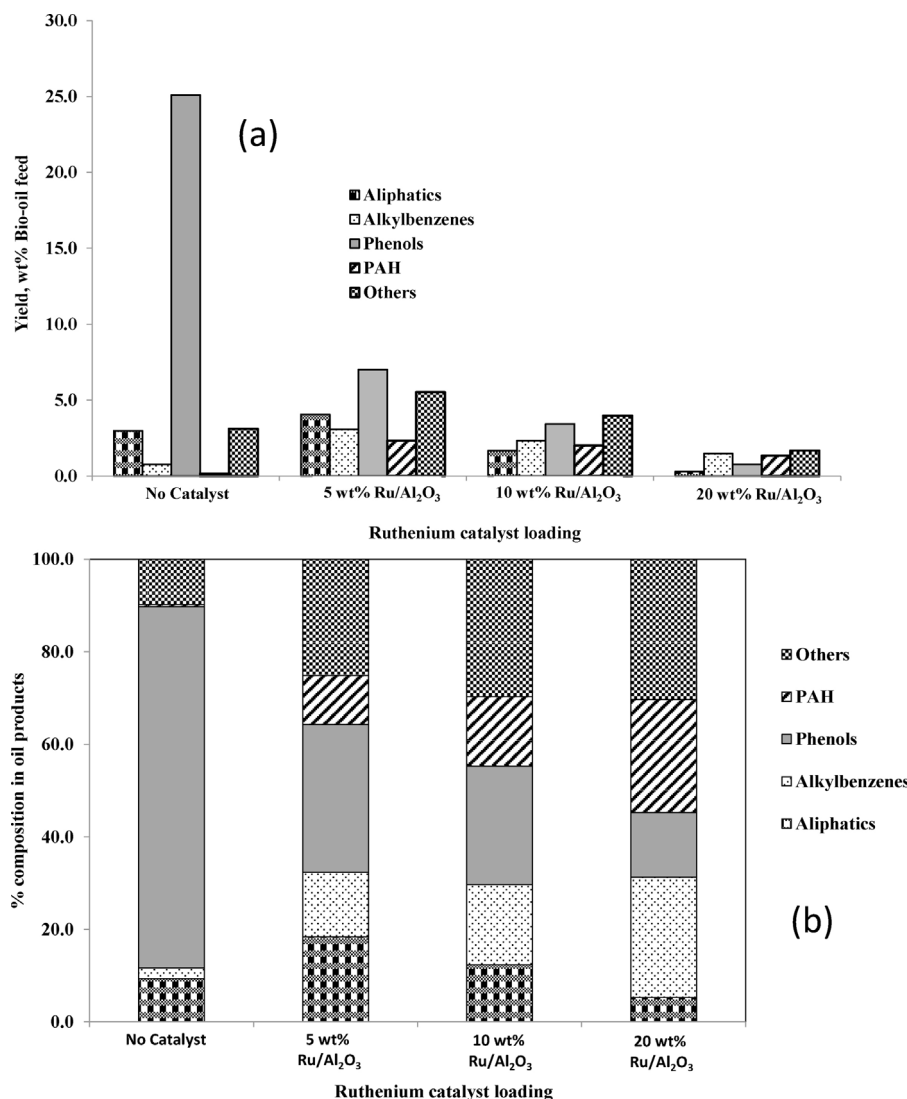 30.0
25.0
20.0
15.0
10.0
5.0
0.0
Yield, wt% Bio-oil feed
(a)
Aliphatics
Alkylbenzenes
Phenols
PAH
Others
No Catalyst
5 wt% Ru/Al₂O₃
10 wt% Ru/Al₂O₃
20 wt% Ru/Al₂O₃
Ruthenium catalyst loading
100.0
80.0
60.0
40.0
20.0
0.0
% composition in oil products
Others
PAH
Phenols
Alkylbenzenes
Aliphatics
(b)
No Catalyst
5 wt%
Ru/Al₂O₃
10 wt%
Ru/Al₂O₃
20 wt%
Ru/Al₂O₃
Ruthenium catalyst loading